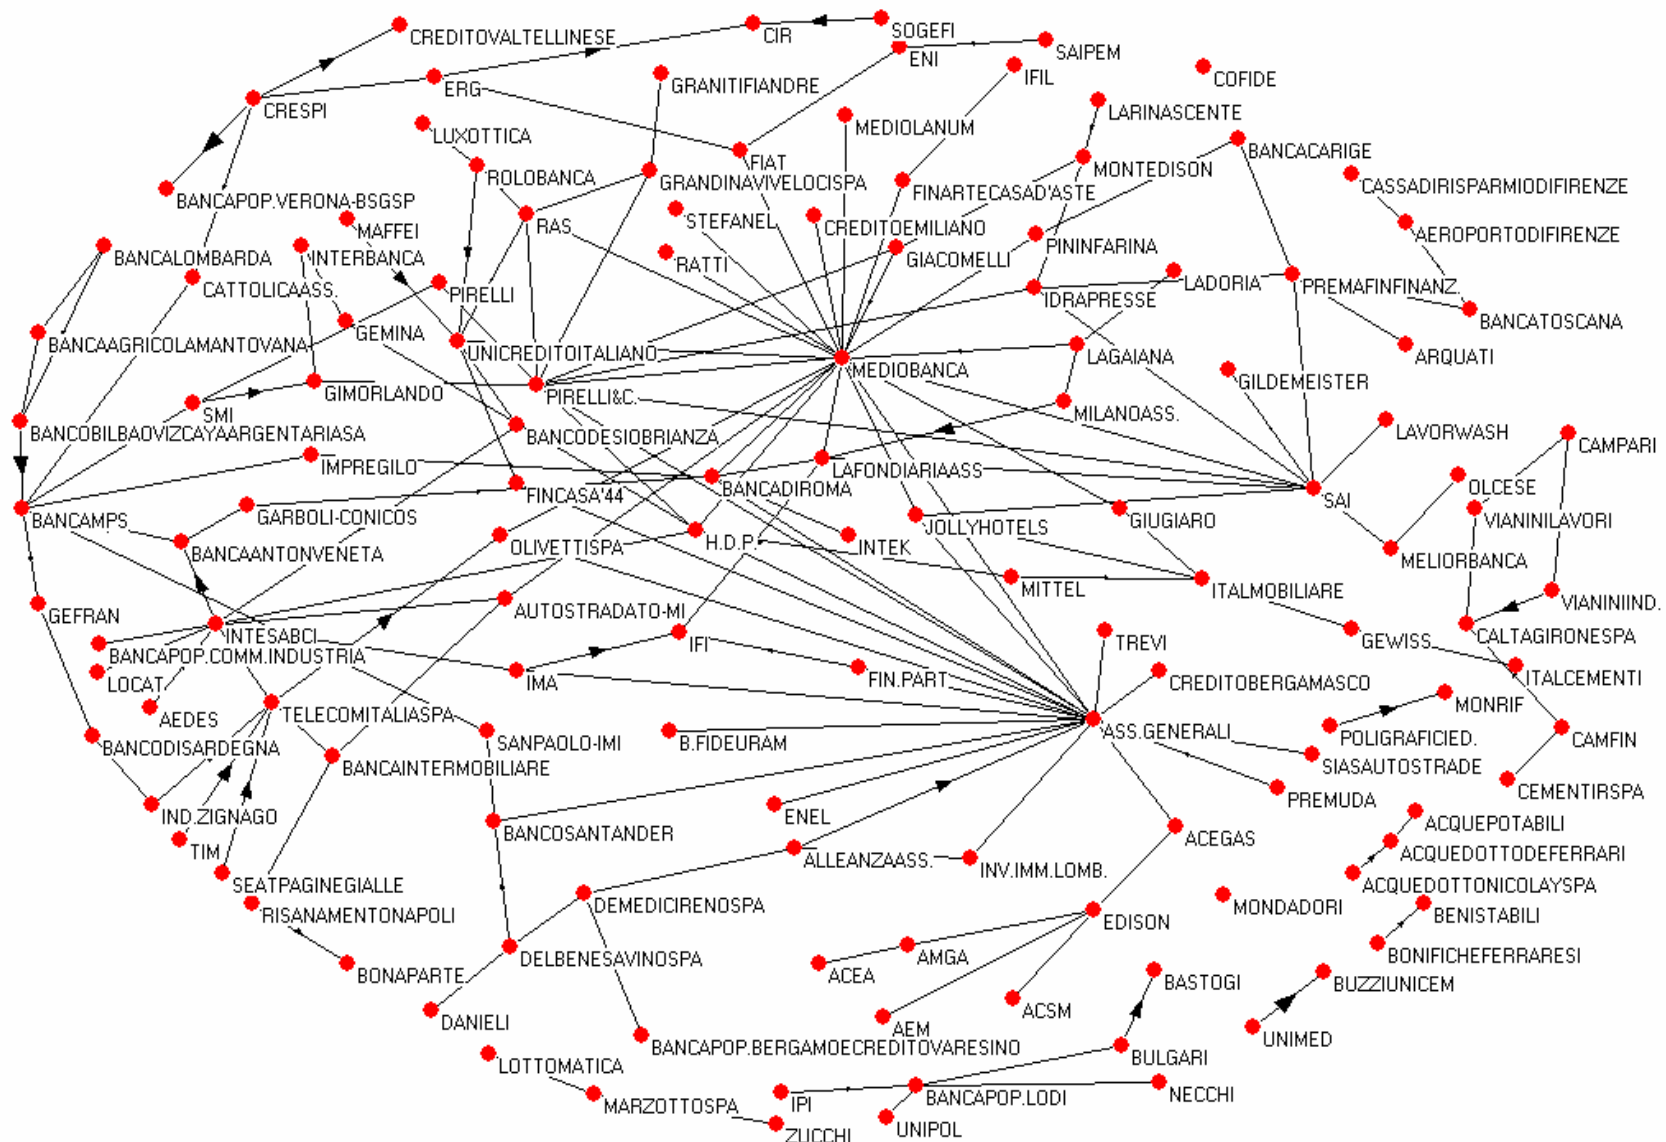 CREDITOVALTELLINESE
CIR
SOGEFI
ENI
SAIPEM
ERG
GRANITIFIANDRE
IFIL
COFIDE
CRESPI
LARINASCENTE
MEDIOLANUM
LUXOTTICA
FIAT
MONTEDISON
BANCACARIGE
ROLOBANCA
GRANDINAVIVELOCISPA
FINARTECASAD'ASTE
CASSADIRISPARMIODIFIRENZE
BANCAPOP.VERONA-BSGSP
MAFFEI
RAS
STEFANEL
CREDITOEMILIANO
AEROPORTODIFIRENZE
BANCALOMBARDA
INTERBANCA
RATTI
GIACOMELLI
PININFARINA
CATTOLICAASS.
PIRELLI
IDRAPRESSE
LADORIA
PREMAFINFINANZ.
BANCATOSCANA
BANCAAGRICOLAMANTOVANA
GEMINA
UNICREDITOITALIANO
MEDIOBANCA
LAGAIANA
ARQUATI
GILDEMEISTER
SMI
GIMORLANDO
PIRELLI&C.
MILANOASS.
BANCOBILBAOVIZCAYAARGENTARIASA
BANCODESIOBRIANZA
LAVORWASH
CAMPARI
IMPREGILO
LAFONDIARIAASS
BANCADIROMA
FINCASA'44
SAI
OLCESE
BANCAMPS
GARBOLI-CONICOS
JOLLYHOTELS
GIUGIARO
VIANINILAVORI
BANCAANTONVENETA
OLIVETTISPA
H.D.P.
INTEK
MELIORBANCA
MITTEL
ITALMOBILIARE
GEFRAN
AUTOSTRADATO-MI
VIANINIIND.
INTESABCI
IFI
TREVI
GEWISS
CALTAGIRONESPA
BANCAPOP.COMM.INDUSTRIA
LOCAT
IMA
FIN.PART
CREDITOBERGAMASCO
ITALCEMENTI
AEDES
TELECOMITALIASPA
MONRIF
BANCODISARDEGNA
SANPAOLO-IMI
B.FIDEURAM
ASS.GENERALI
POLIGRAFICIED.
CAMFIN
BANCAINTERMOBILIARE
SIASAUTOSTRADE
CEMENTIRSPA
IND.ZIGNAGO
ENEL
PREMUDA
BANCOSANTANDER
ACEGAS
ACQUEPOTABILI
TIM
ALLEANZAASS.
INV.IMM.LOMB.
ACQUEDOTTODEFERRARI
SEATPAGINEGIALLE
ACQUEDOTTONICOLAYSPA
RISANAMENTONAPOLI
DEMEDICIRENOSPA
MONDADORI
BENISTABILI
EDISON
DELBENESAVINOSPA
AMGA
BONIFICHEFERRARESI
BONAPARTE
ACEA
BASTOGI
BUZZIUNICEM
ACSM
DANIELI
AEM
UNIMED
BANCAPOP.BERGAMOECREDITOVARESINO
BULGARI
LOTTOMATICA
NECCHI
MARZOTTOSPA
IPI
BANCAPOP.LODI
ZUCCHI
UNIPOL